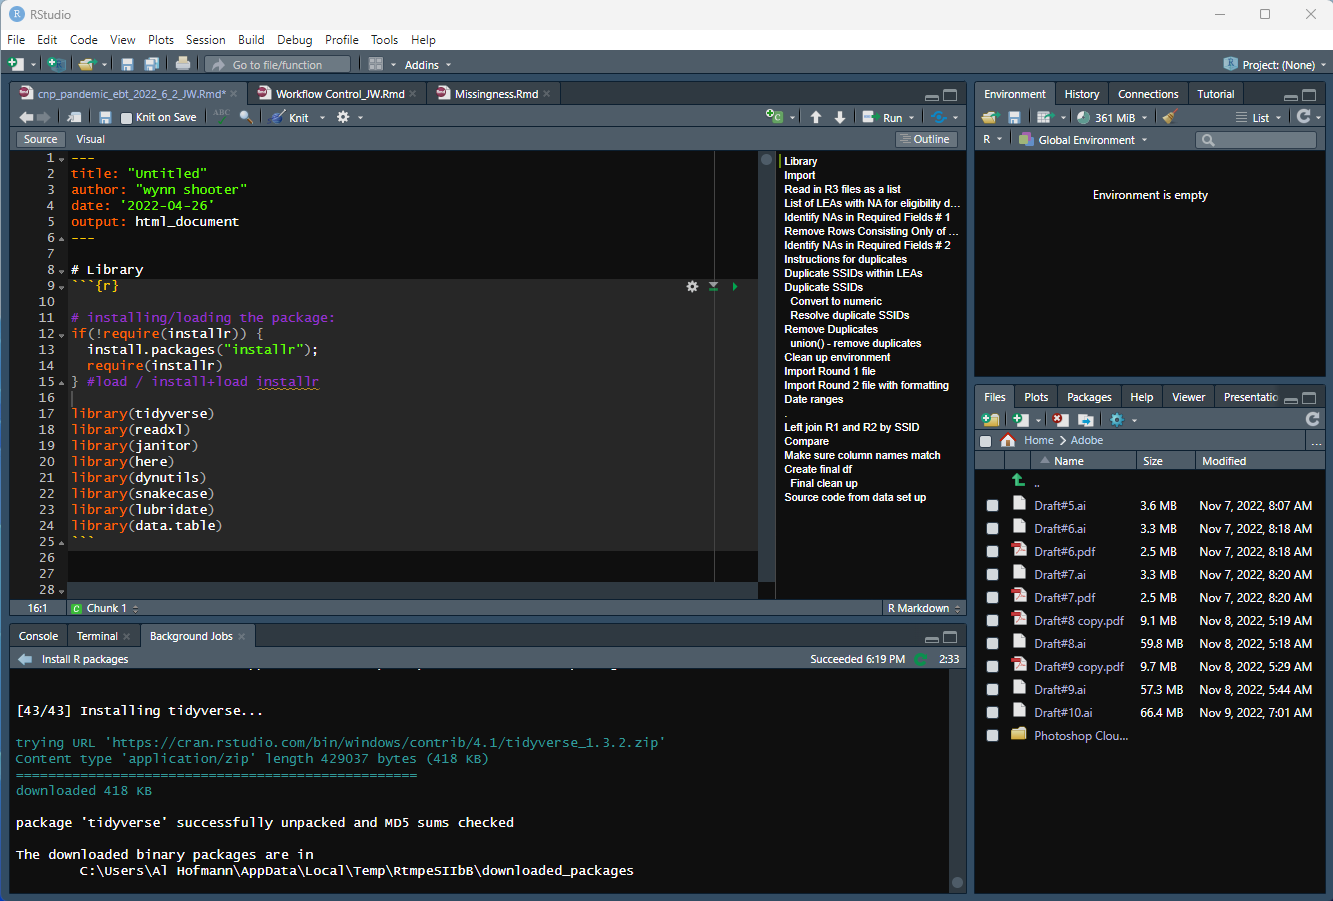 RStudio
File Edit Code View Plots Session Build Debug Profile Tools Help
Go to file/function
Addins
Project: (None)
cnp_pandemic_ebt_2022_6_2_JW.Rmd* Workflow Control_JW.Rmd Missingness.Rmd
ABC Knit on Save Knit Run
Source Visual Outline
1 ---
2 title: "Untitled"
3 author: "wynn shooter"
4 date: '2022-04-26'
5 output: html_document
6 ---
7
8 # Library
9 ```{r}
10
11 # installing/loading the package:
12 if(!require(installr)) {
13 install.packages("installr");
14 require(installr)
15 } #load / install+load installr
16
17 library(tidyverse)
18 library(readxl)
19 library(janitor)
20 library(here)
21 library(dynutils)
22 library(snakecase)
23 library(lubridate)
24 library(data.table)
25 ```
26
27
28
16:1 Chunk 1 R Markdown
Library
Import
Read in R3 files as a list
List of LEAs with NA for eligibility d...
Identify NAs in Required Fields # 1
Remove Rows Consisting Only of ...
Identify NAs in Required Fields # 2
Instructions for duplicates
Duplicate SSIDs within LEAs
Duplicate SSIDs
Convert to numeric
Resolve duplicate SSIDs
Remove Duplicates
union() - remove duplicates
Clean up environment
Import Round 1 file
Import Round 2 file with formatting
Date ranges
.
Left join R1 and R2 by SSID
Compare
Make sure column names match
Create final df
Final clean up
Source code from data set up
Console Terminal Background Jobs
Install R packages Succeeded 6:19 PM 2:33
[43/43] Installing tidyverse...
trying URL 'https://cran.rstudio.com/bin/windows/contrib/4.1/tidyverse_1.3.2.zip'
Content type 'application/zip' length 429037 bytes (418 KB)
==================================================
downloaded 418 KB
package 'tidyverse' successfully unpacked and MD5 sums checked
The downloaded binary packages are in
C:\Users\Al Hofmann\AppData\Local\Temp\RtmpeSIIbB\downloaded_packages
Environment History Connections Tutorial
361 MiB List
R Global Environment
Environment is empty
Files Plots Packages Help Viewer Presentatio
Home Adobe ...
Name Size Modified
..
Draft#5.ai 3.6 MB Nov 7, 2022, 8:07 AM
Draft#6.ai 3.3 MB Nov 7, 2022, 8:18 AM
Draft#6.pdf 2.5 MB Nov 7, 2022, 8:18 AM
Draft#7.ai 3.3 MB Nov 7, 2022, 8:20 AM
Draft#7.pdf 2.5 MB Nov 7, 2022, 8:20 AM
Draft#8 copy.pdf 9.1 MB Nov 8, 2022, 5:19 AM
Draft#8.ai 59.8 MB Nov 8, 2022, 5:18 AM
Draft#9 copy.pdf 9.7 MB Nov 8, 2022, 5:29 AM
Draft#9.ai 57.3 MB Nov 8, 2022, 5:44 AM
Draft#10.ai 66.4 MB Nov 9, 2022, 7:01 AM
Photoshop Clou...